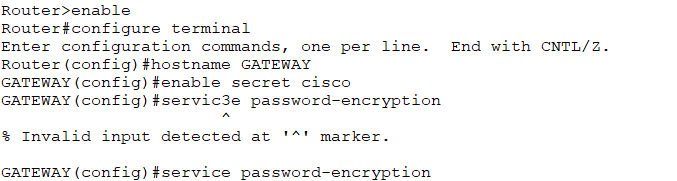 Router>enable
Router#configure terminal
Enter configuration commands, one per line.  End with CNTL/Z.
Router(config)#hostname GATEWAY
GATEWAY(config)#enable secret cisco
GATEWAY(config)#servic3e password-encryption
                       ^
% Invalid input detected at '^' marker.

GATEWAY(config)#service password-encryption